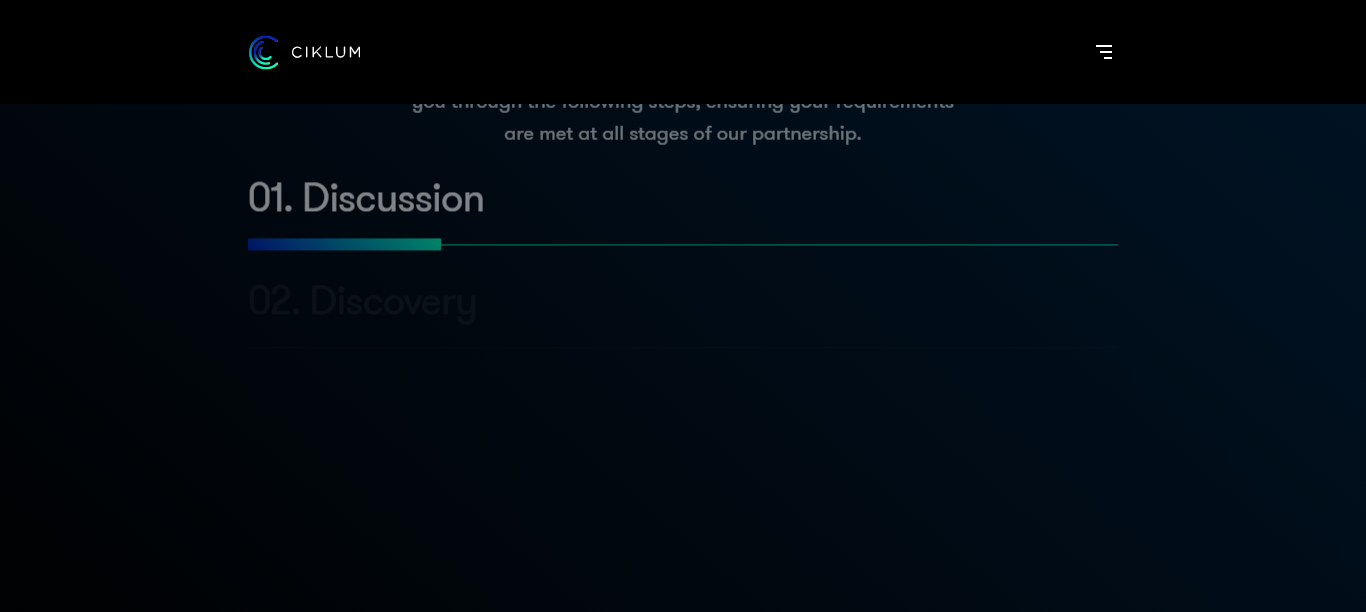 CIKLUM
you through the following steps, ensuring your requirements
are met at all stages of our partnership.
01. Discussion
02. Discovery